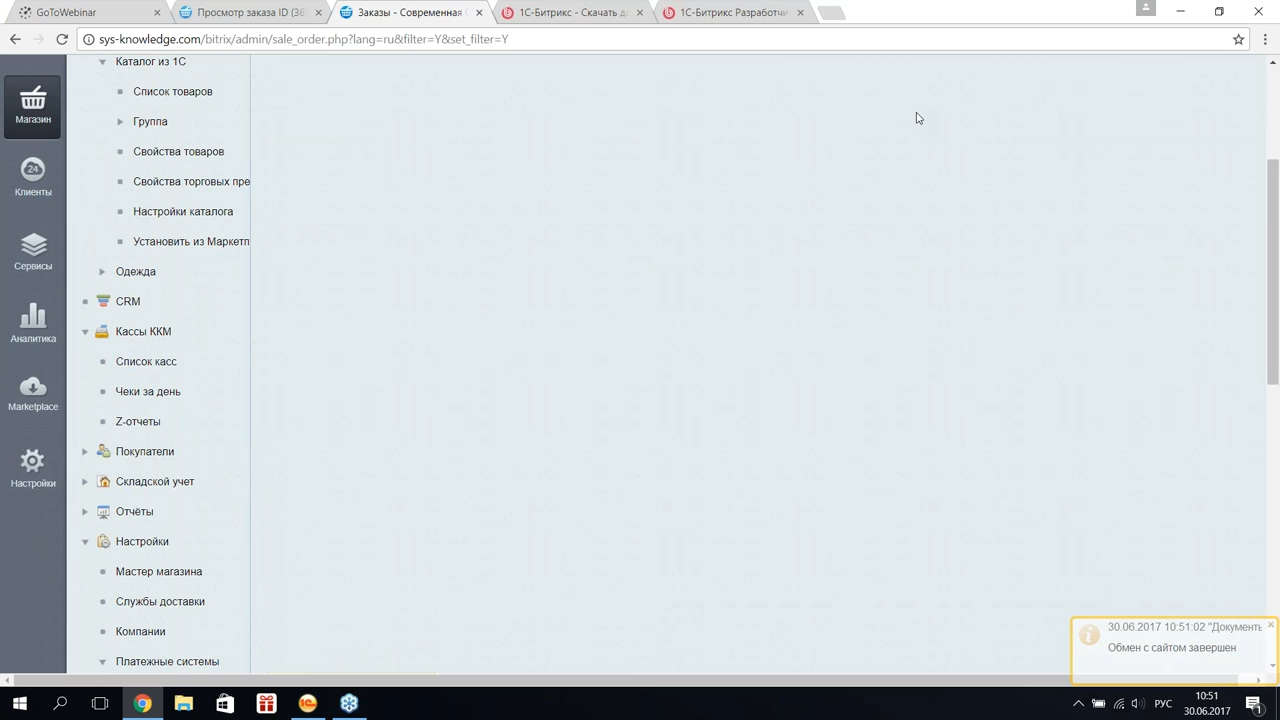 GoToWebinar
Просмотр заказа ID (36
Заказы - Современная
1С-Битрикс - Скачать д
1С-Битрикс Разработчи
sys-knowledge.com/bitrix/admin/sale_order.php?lang=ru&filter=Y&set_filter=Y
Магазин
24
Клиенты
Сервисы
Аналитика
Marketplace
Настройки
Каталог из 1С
Список товаров
Группа
Свойства товаров
Свойства торговых пре
Настройки каталога
Установить из Маркетп
Одежда
CRM
Кассы ККМ
Список касс
Чеки за день
Z-отчеты
Покупатели
Складской учет
Отчёты
Настройки
Мастер магазина
Службы доставки
Компании
Платежные системы
30.06.2017 10:51:02 "Документы
Обмен с сайтом завершен
РУС
10:51
30.06.2017